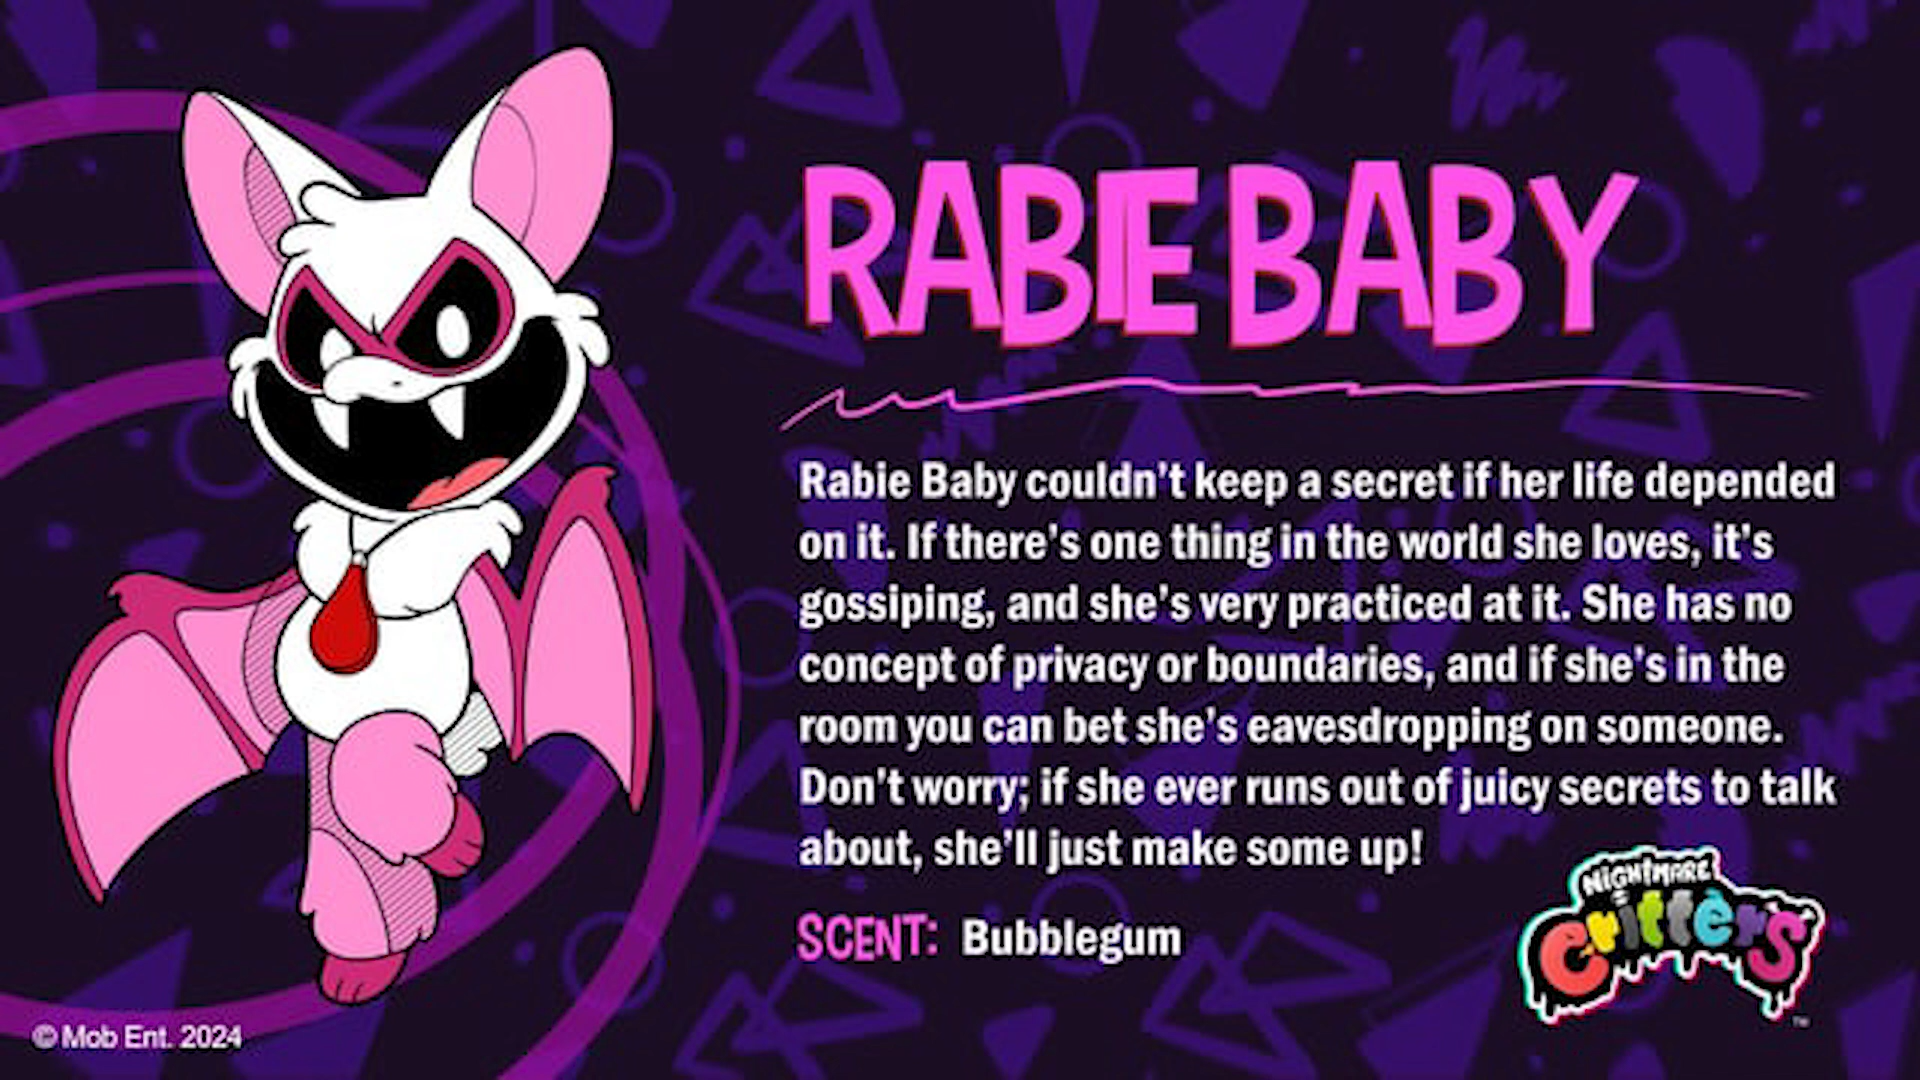 RABIE BABY
Rabie Baby couldn't keep a secret if her life depended
on it. If there's one thing in the world she loves, it's
gossiping, and she's very practiced at it. She has no
concept of privacy or boundaries, and if she's in the
room you can bet she's eavesdropping on someone.
Don't worry; if she ever runs out of juicy secrets to talk
about, she'll just make some up!
SCENT: Bubblegum
NIGHTMARE
CRITTERS
™
© Mob Ent. 2024